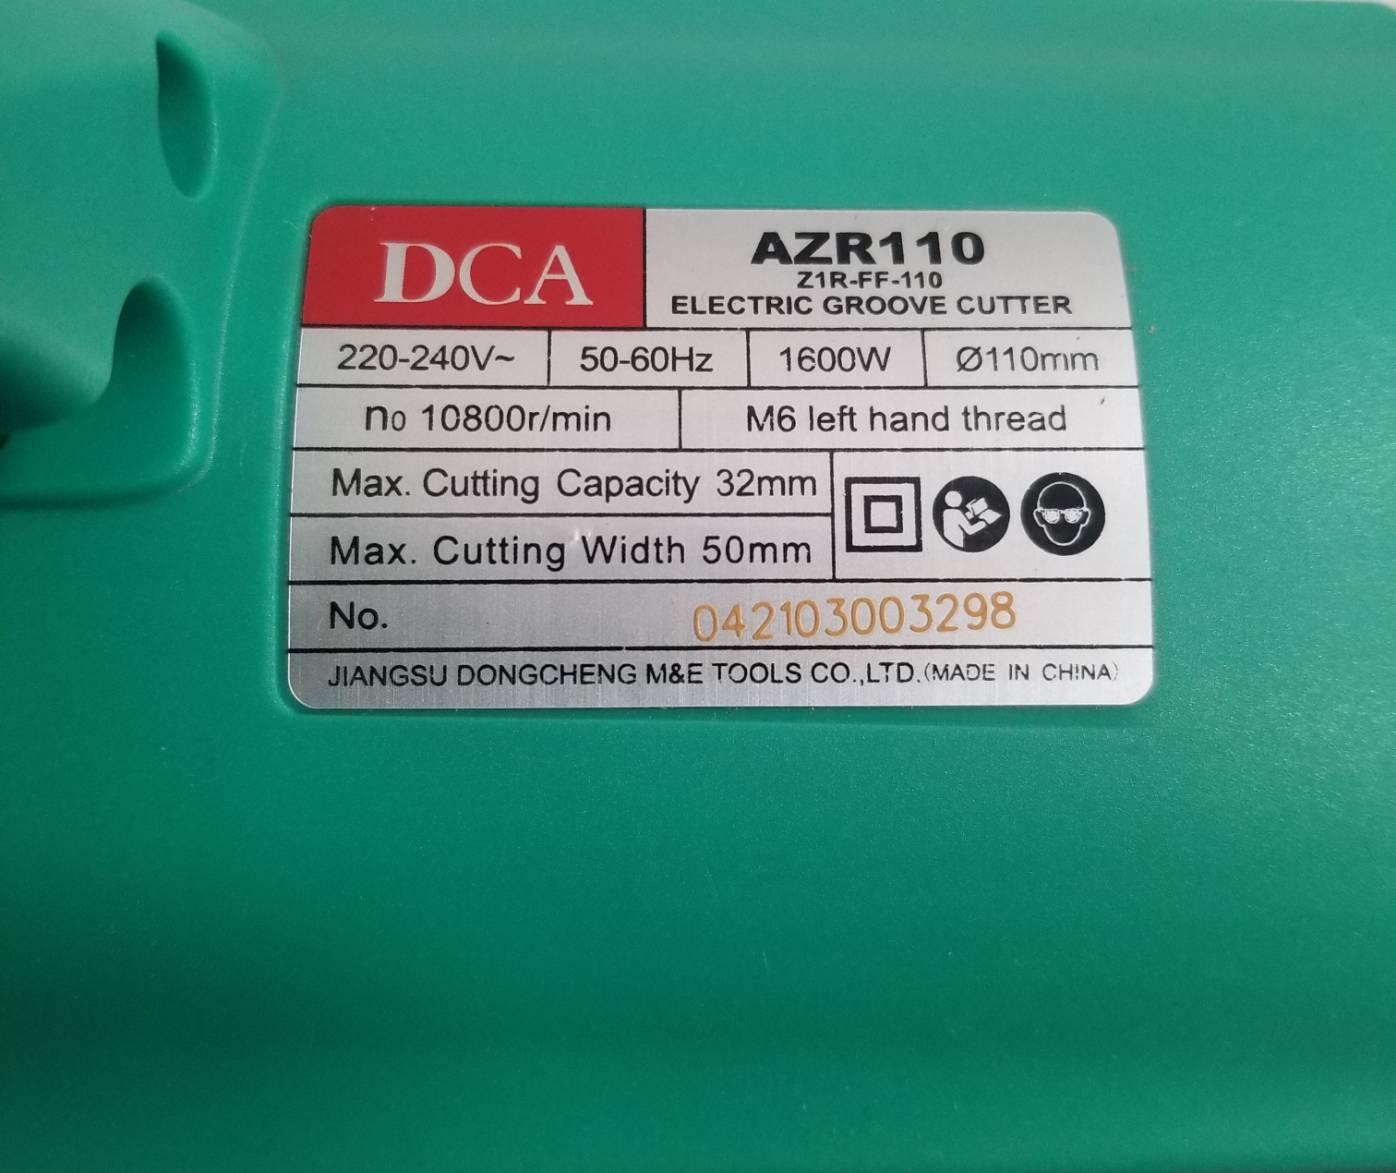 DCA
AZR110
Z1R-FF-110
ELECTRIC GROOVE CUTTER
220-240V~ 50-60Hz 1600W Ø110mm
no 10800r/min M6 left hand thread
Max. Cutting Capacity 32mm
Max. Cutting Width 50mm
No. 042103003298
JIANGSU DONGCHENG M&E TOOLS CO.,LTD.(MADE IN CHINA)